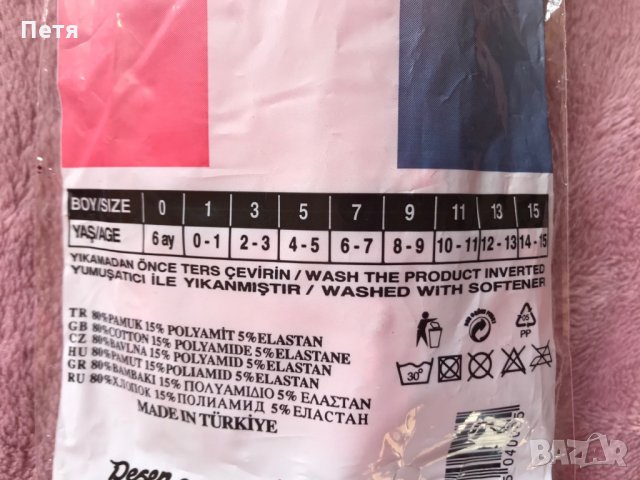 Петя
BOY/SIZE 0 1 3 5 7 9 11 13 15
YAŞ/AGE 6 ay 0-1 2-3 4-5 6-7 8-9 10-11 12-13 14-15
YIKAMADAN ÖNCE TERS ÇEVİRİN / WASH THE PRODUCT INVERTED
YUMUŞATICI İLE YIKANMIŞTIR / WASHED WITH SOFTENER
TR 80%PAMUK 15% POLYAMİT 5% ELASTAN
GB 80%COTTON 15% POLYAMIDE 5% ELASTANE
CZ 80%BAVLNA 15% POLYAMID 5% ELASTAN
HU 80%PAMUT 15% POLIAMID 5% ELASTAN
GR 80%ΒΑΜΒΑΚΙ 15% ΠΟΛΥΑΜΙΔΙΟ 5% ΕΛΑΣΤΑΝ
RU 80%ХЛОПОК 15% ПОЛИАМИД 5% ЕЛАСТАН
MADE IN TÜRKİYE
05
PP
30°
Desen
BAZAR